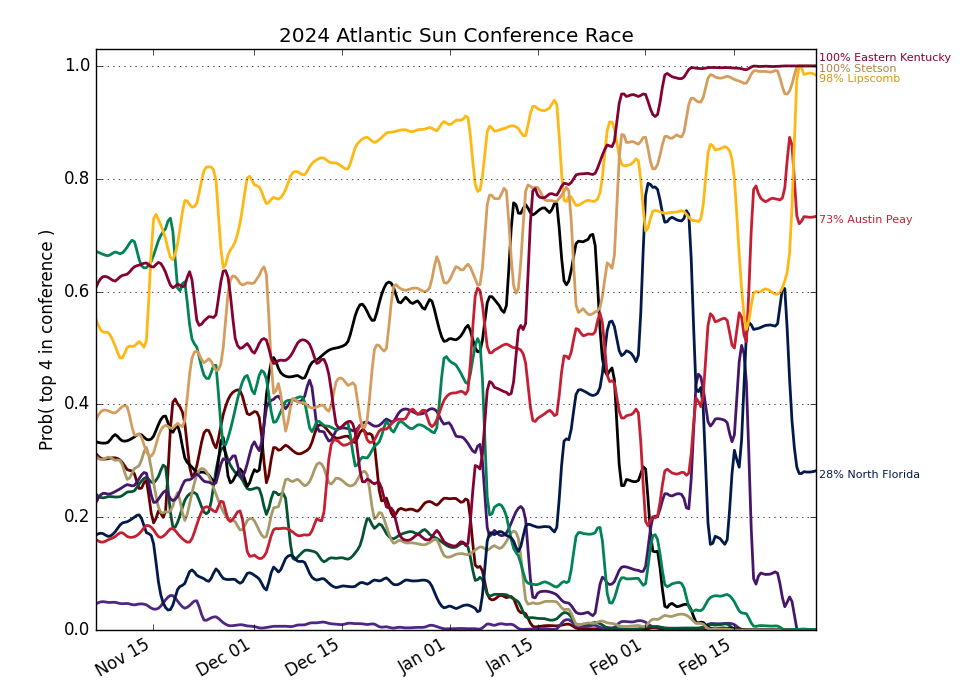 2024 Atlantic Sun Conference Race
Prob( top 4 in conference )
1.0
0.8
0.6
0.4
0.2
0.0
Nov 15
Dec 01
Dec 15
Jan 01
Jan 15
Feb 01
Feb 15
100% Eastern Kentucky
100% Stetson
98% Lipscomb
73% Austin Peay
28% North Florida